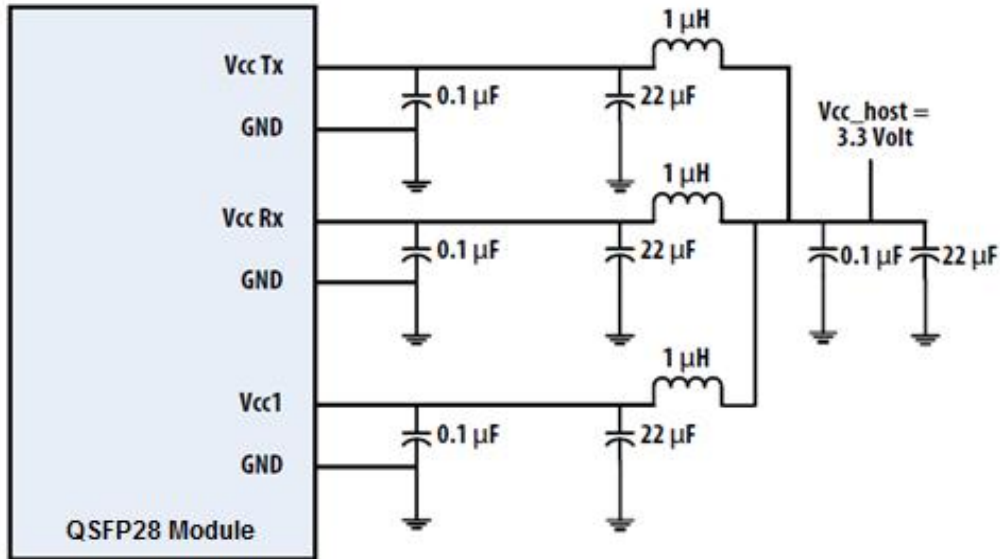 1 µH
Vcc Tx
0.1 µF
22 µF
GND
Vcc_host =
3.3 Volt
1 µH
Vcc Rx
0.1 µF
22 µF
0.1 µF
22 µF
GND
1 µH
Vcc1
0.1 µF
22 µF
GND
QSFP28 Module